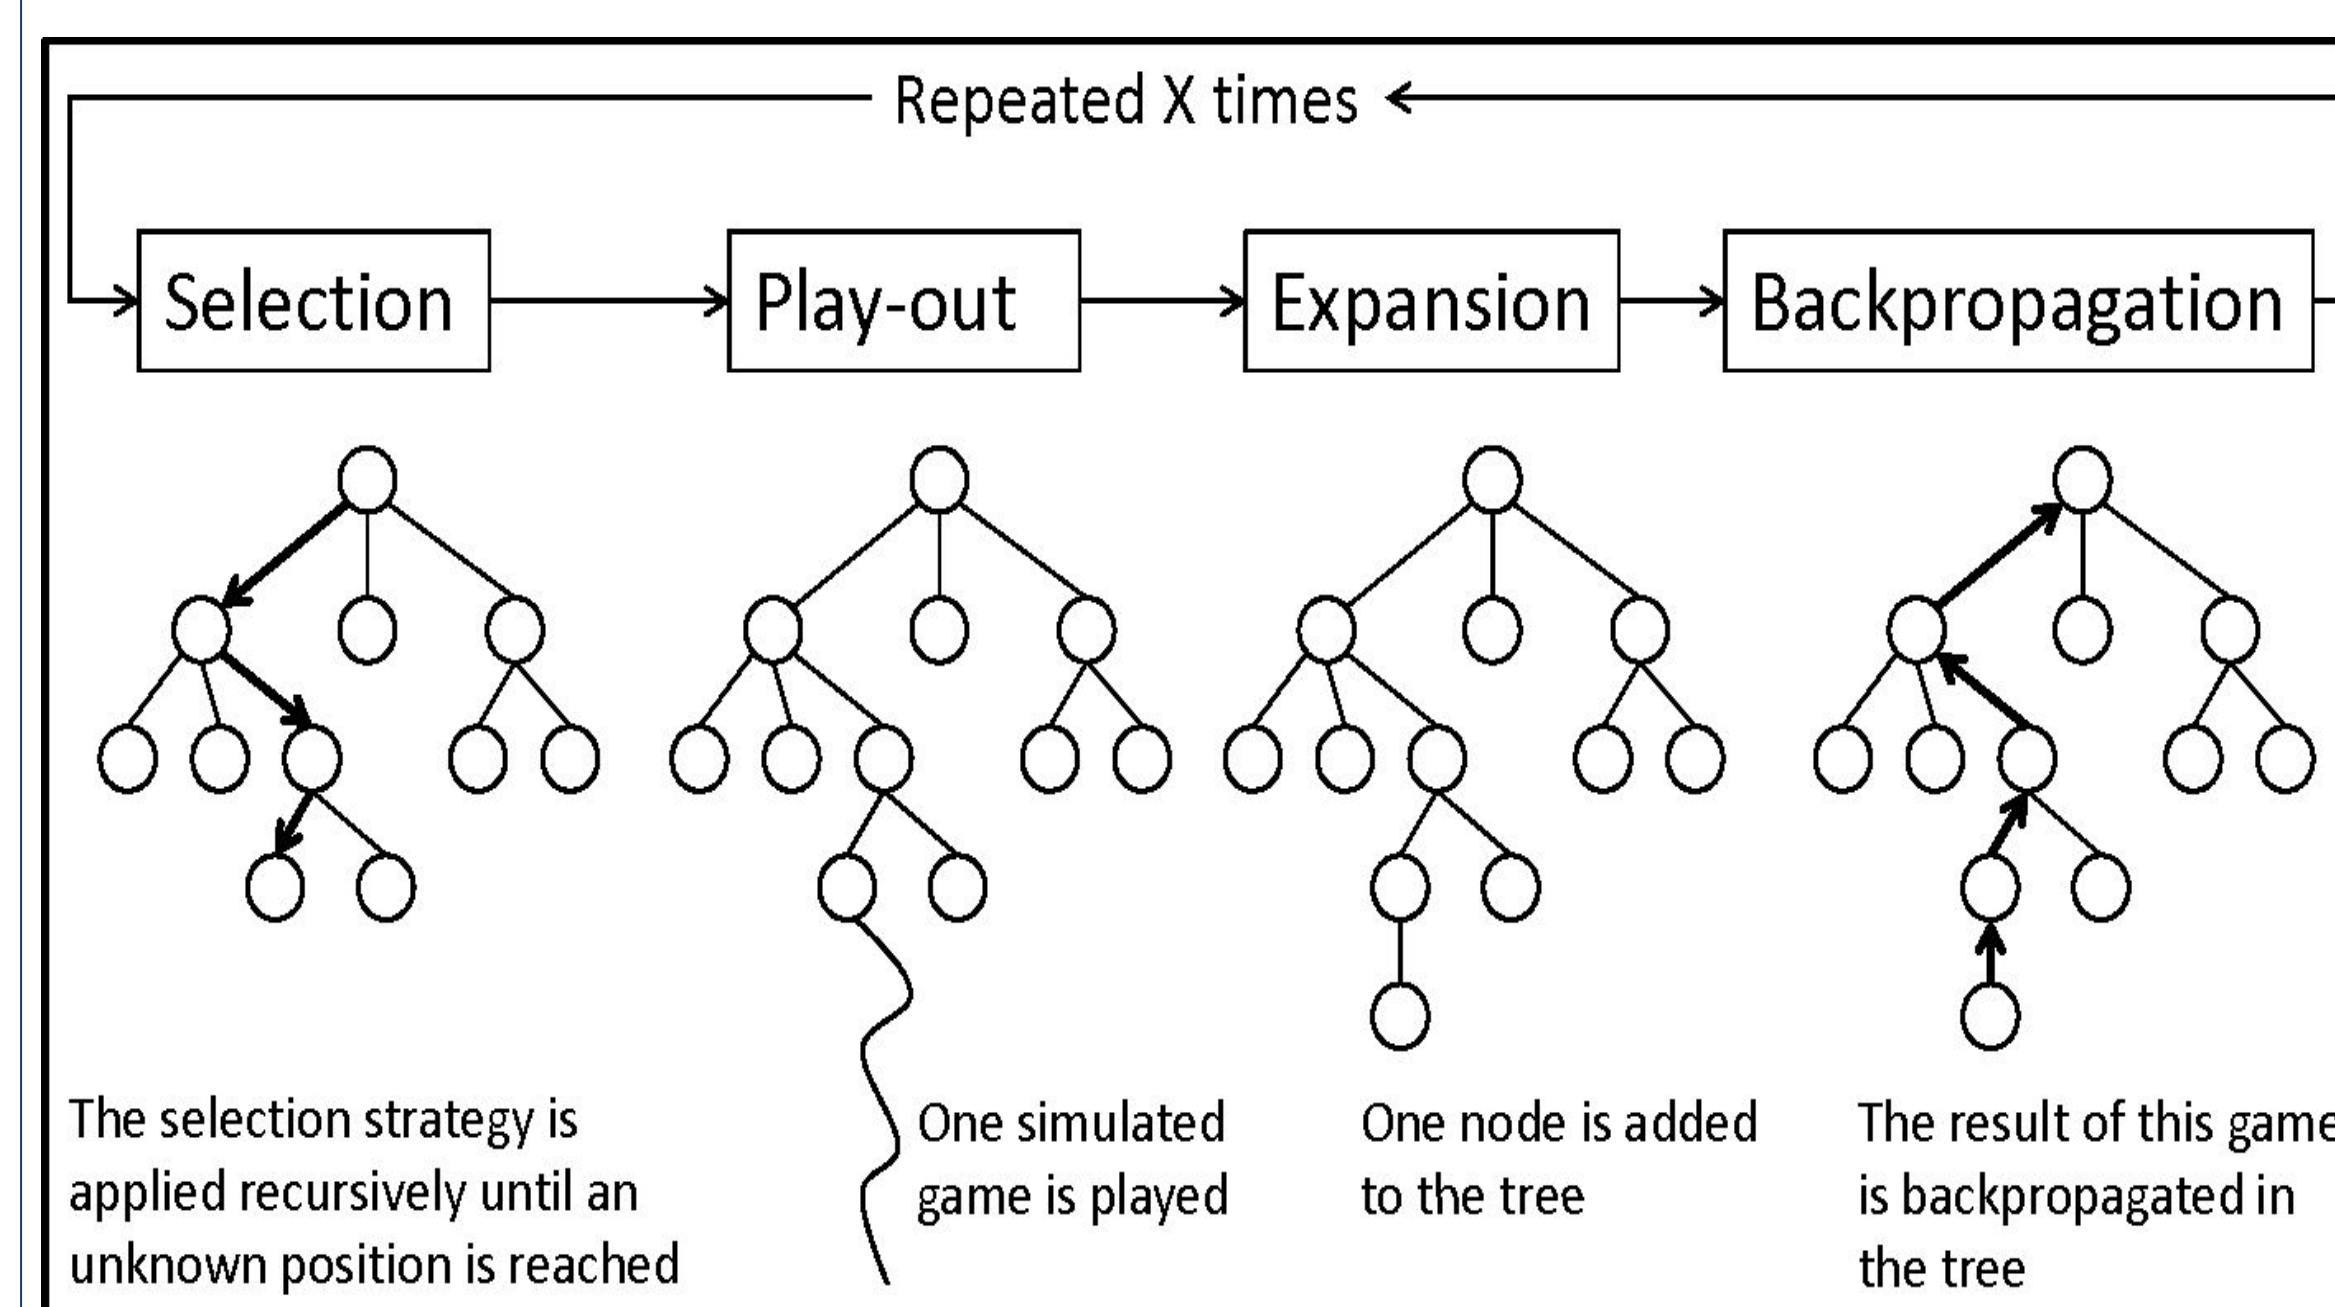 Repeated X times
Selection
Play-out
Expansion
Backpropagation
The selection strategy is
applied recursively until an
unknown position is reached
One simulated
game is played
One node is added
to the tree
The result of this game
is backpropagated in
the tree